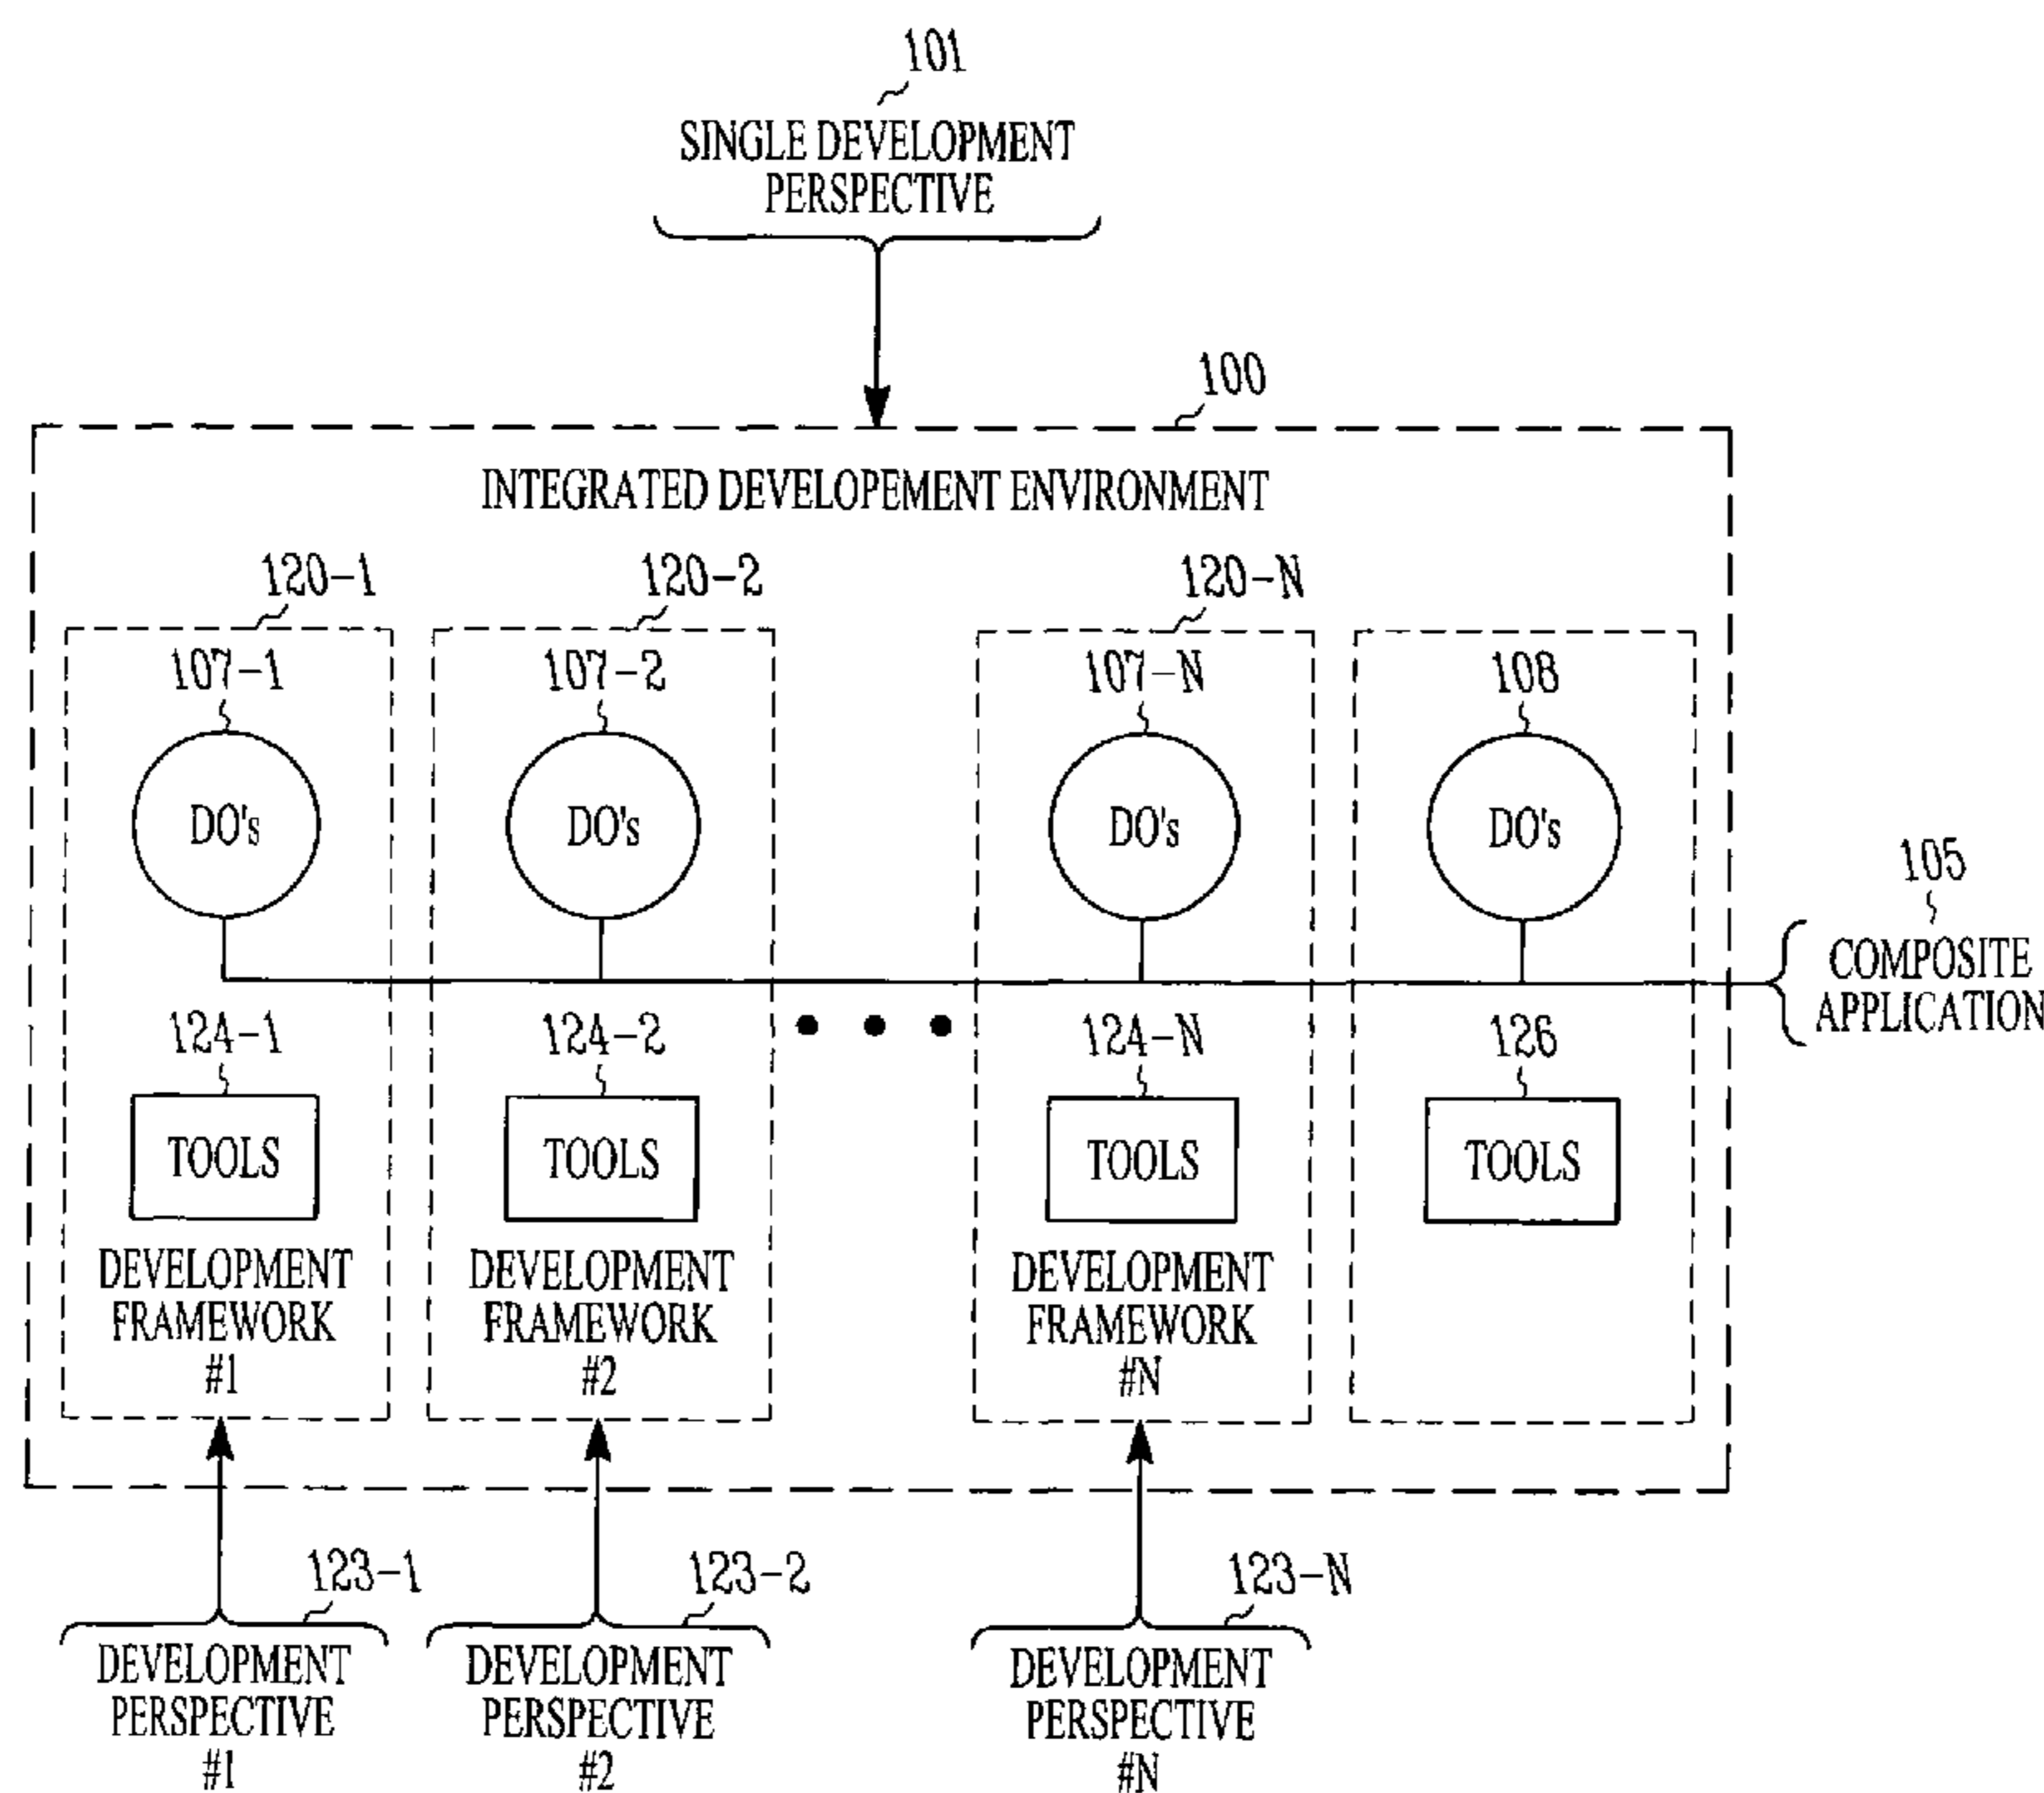 101
SINGLE DEVELOPMENT
PERSPECTIVE
100
INTEGRATED DEVELOPEMENT ENVIRONMENT
120-1
120-2
120-N
107-1
107-2
107-N
108
DO's
DO's
DO's
DO's
105
COMPOSITE
APPLICATION
124-1
124-2
124-N
126
TOOLS
TOOLS
TOOLS
TOOLS
DEVELOPMENT
FRAMEWORK
#1
DEVELOPMENT
FRAMEWORK
#2
DEVELOPMENT
FRAMEWORK
#N
123-1
123-2
123-N
DEVELOPMENT
PERSPECTIVE
#1
DEVELOPMENT
PERSPECTIVE
#2
DEVELOPMENT
PERSPECTIVE
#N